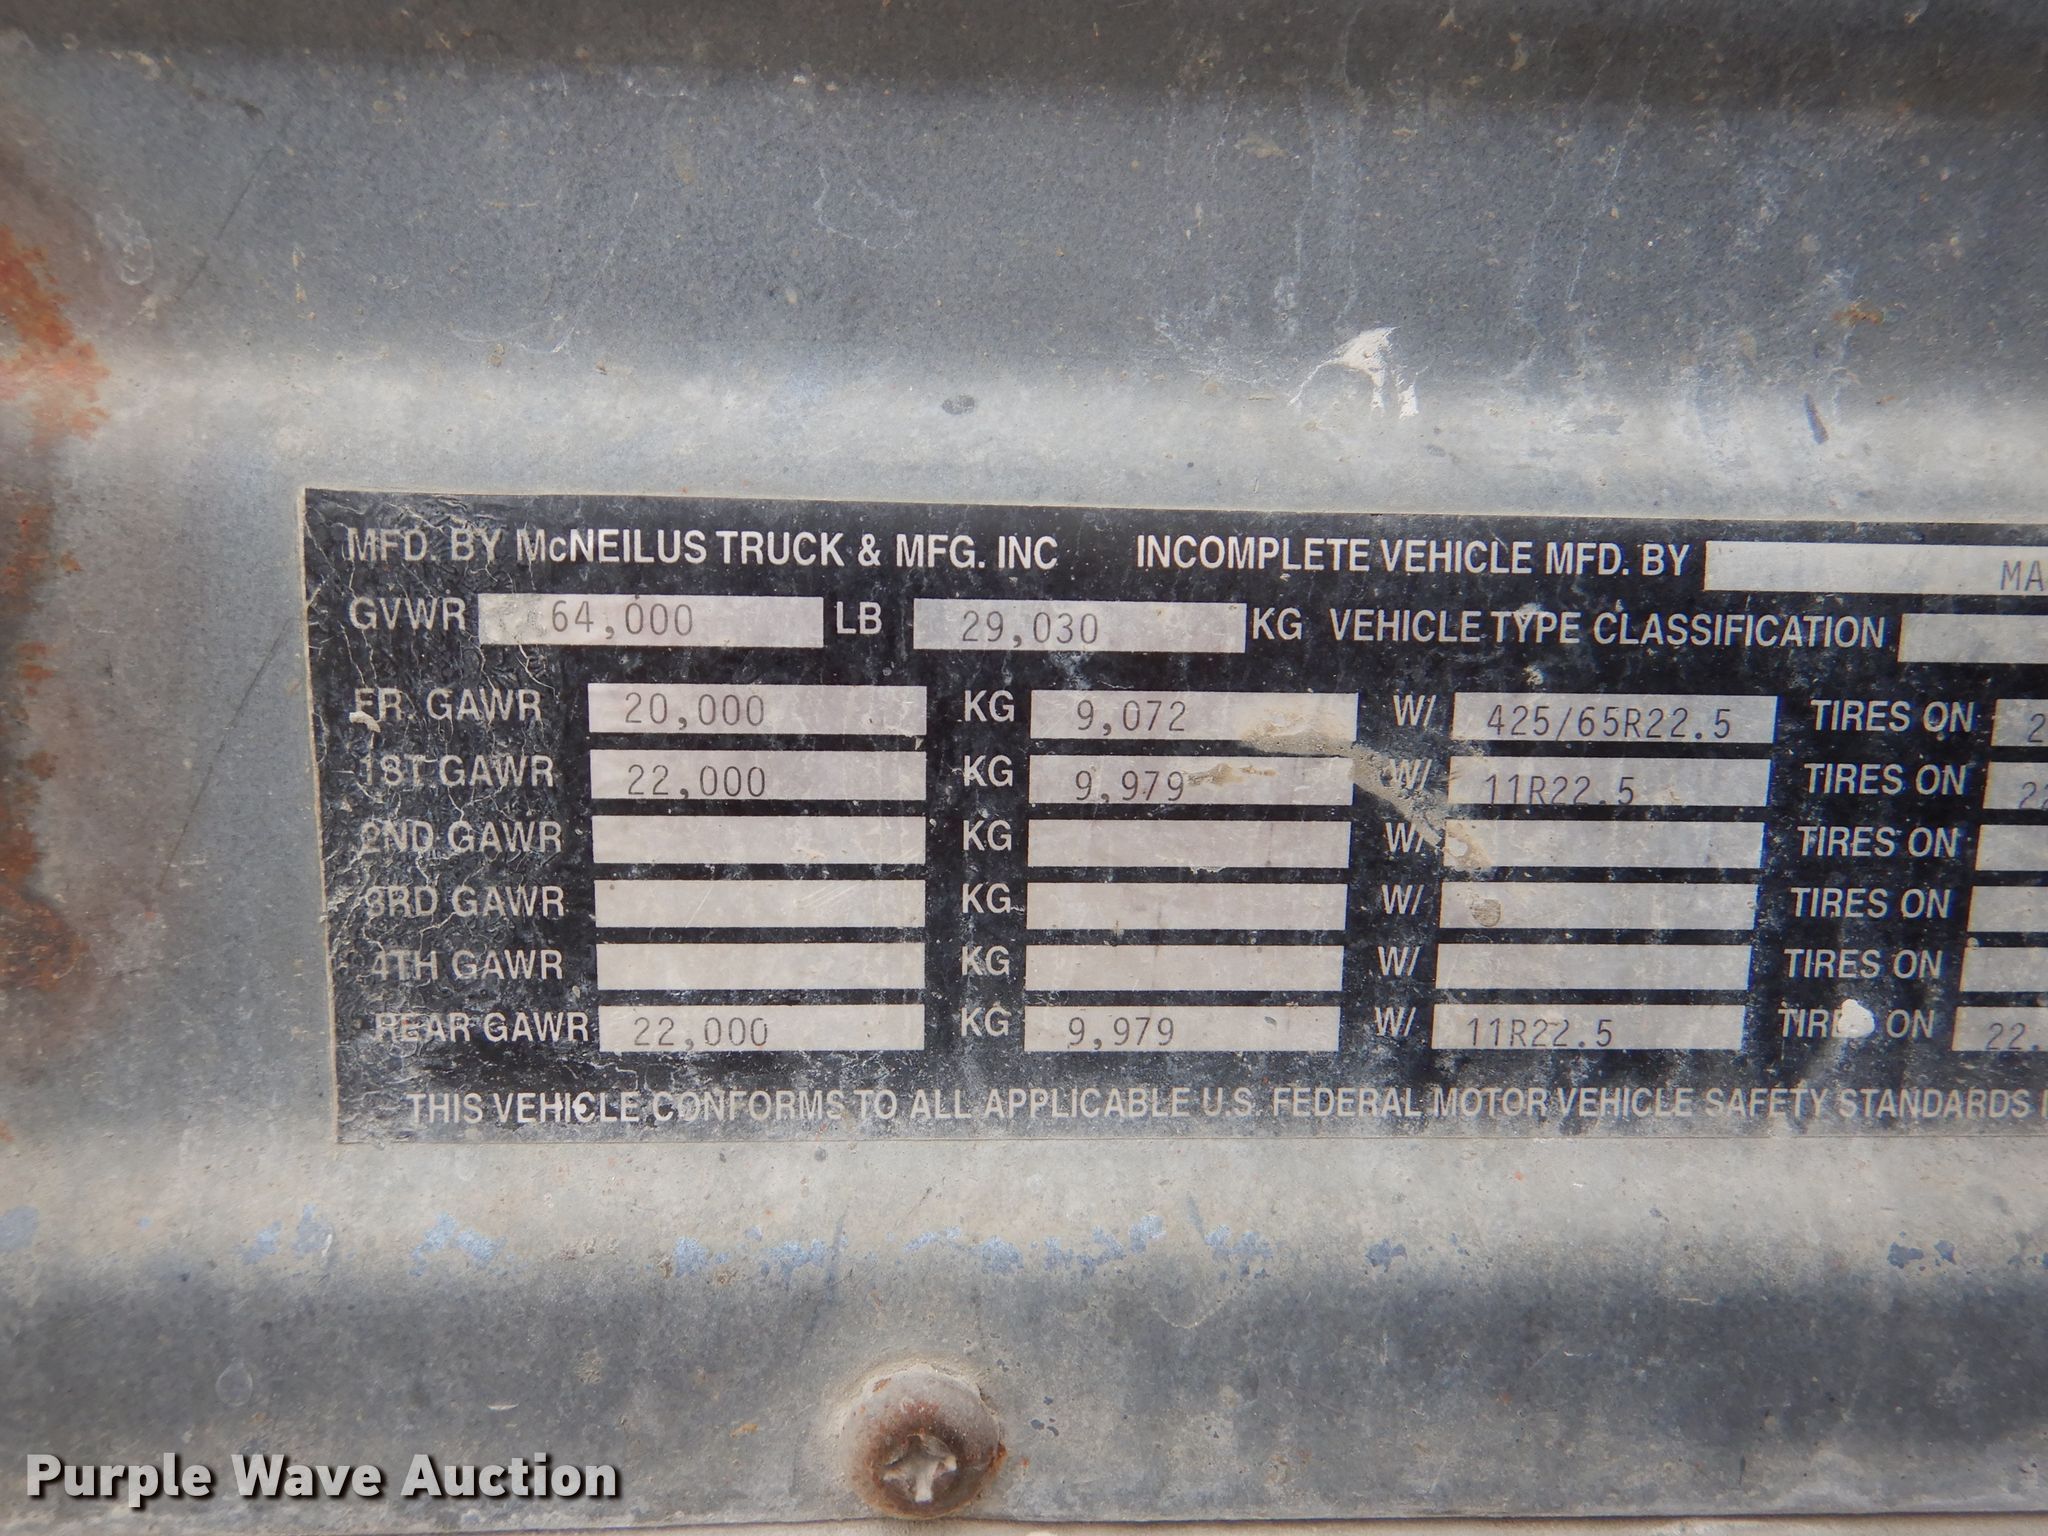 MFD. BY McNEILUS TRUCK & MFG. INC INCOMPLETE VEHICLE MFD. BY MA
GVWR 64,000 LB 29,030 KG VEHICLE TYPE CLASSIFICATION
FR. GAWR 20,000 KG 9,072 W/ 425/65R22.5 TIRES ON 2
1ST GAWR 22,000 KG 9,979 W/ 11R22.5 TIRES ON 22
2ND GAWR KG W/ TIRES ON
3RD GAWR KG W/ TIRES ON
4TH GAWR KG W/ TIRES ON
REAR GAWR 22,000 KG 9,979 W/ 11R22.5 TIRES ON 22.
THIS VEHICLE CONFORMS TO ALL APPLICABLE U.S. FEDERAL MOTOR VEHICLE SAFETY STANDARDS
Purple Wave Auction